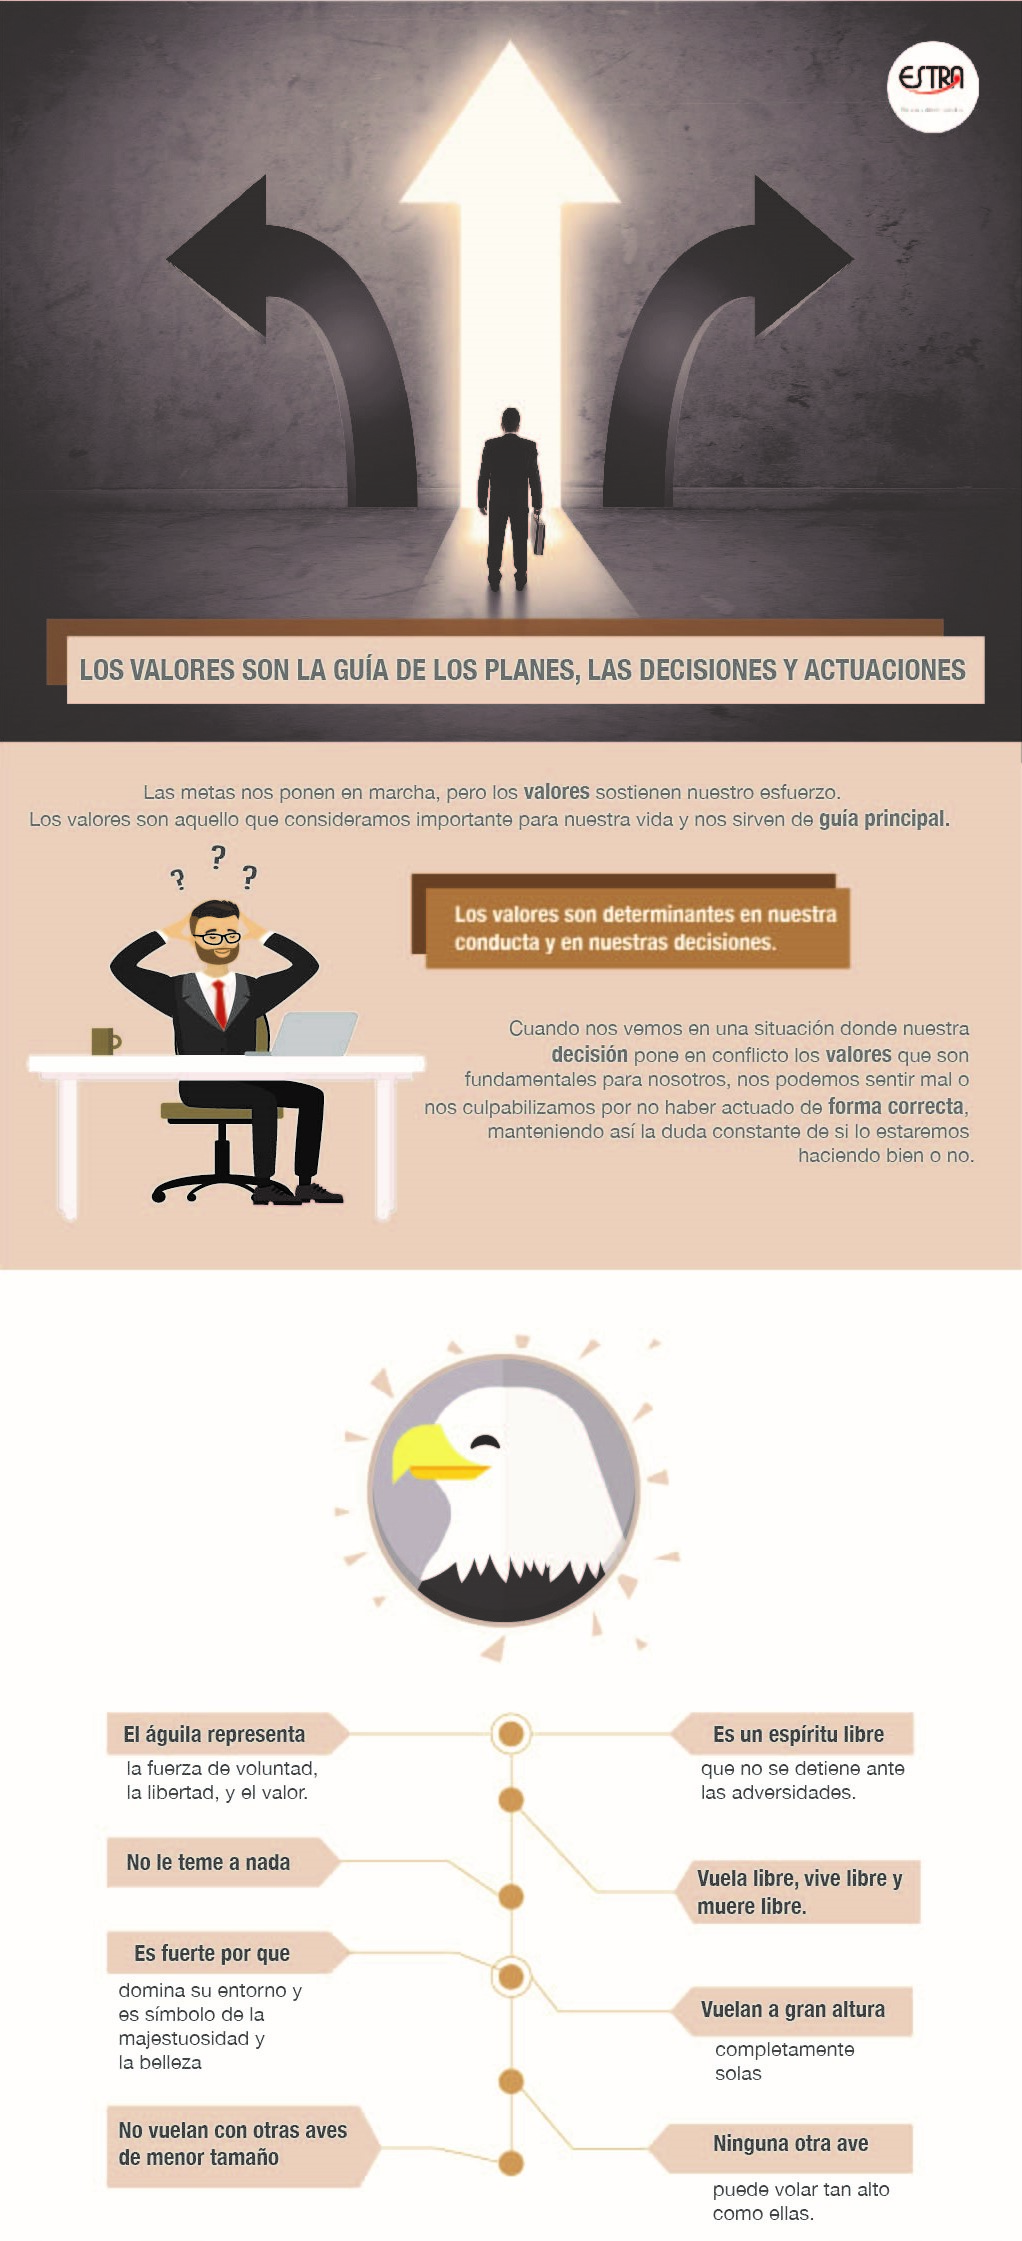 ESTRA
LOS VALORES SON LA GUÍA DE LOS PLANES, LAS DECISIONES Y ACTUACIONES
Las metas nos ponen en marcha, pero los valores sostienen nuestro esfuerzo.
Los valores son aquello que consideramos importante para nuestra vida y nos sirven de guía principal.
? ? ?
Los valores son determinantes en nuestra
conducta y en nuestras decisiones.
Cuando nos vemos en una situación donde nuestra
decisión pone en conflicto los valores que son
fundamentales para nosotros, nos podemos sentir mal o
nos culpabilizamos por no haber actuado de forma correcta,
manteniendo así la duda constante de si lo estaremos
haciendo bien o no.
El águila representa
la fuerza de voluntad,
la libertad, y el valor.
Es un espíritu libre
que no se detiene ante
las adversidades.
No le teme a nada
Vuela libre, vive libre y
muere libre.
Es fuerte por que
domina su entorno y
es símbolo de la
majestuosidad y
la belleza
Vuelan a gran altura
completamente
solas
No vuelan con otras aves
de menor tamaño
Ninguna otra ave
puede volar tan alto
como ellas.